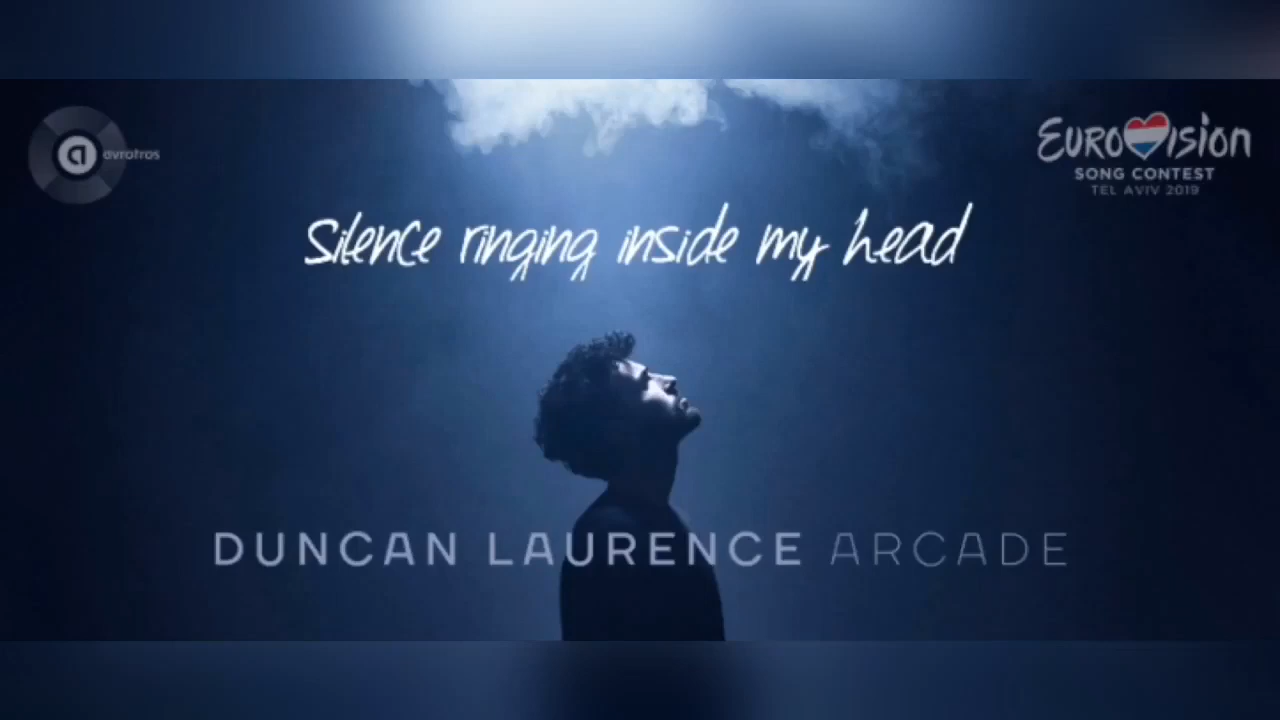 avrotros
EUROVISION
SONG CONTEST
TEL AVIV 2019
Silence ringing inside my head
DUNCAN LAURENCE ARCADE